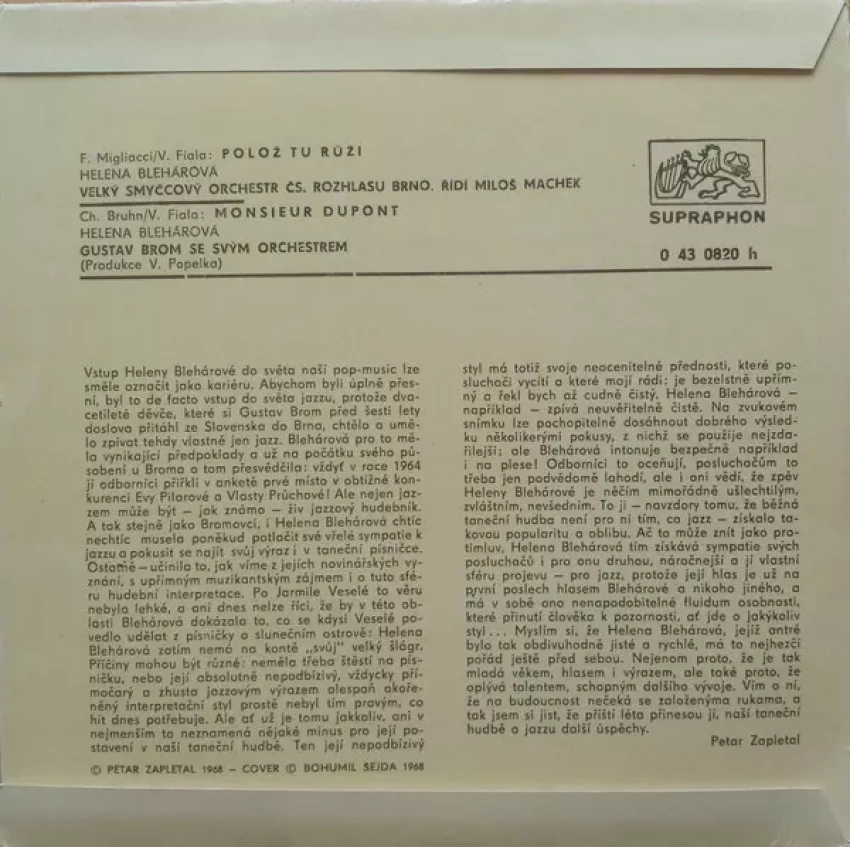 F. Migliacci/V. Fiala: POLOŽ TU RŮŽI
HELENA BLEHÁROVÁ
VELKÝ SMYČCOVÝ ORCHESTR ČS. ROZHLASU BRNO. ŘÍDÍ MILOŠ MACHEK
Ch. Bruhn/V. Fiala: MONSIEUR DUPONT
HELENA BLEHÁROVÁ
GUSTAV BROM SE SVÝM ORCHESTREM
(Produkce V. Popelka)
SUPRAPHON
0 43 0820 h
Vstup Heleny Blehárové do světa naší pop-music lze
směle označit jako kariéru. Abychom byli úplně přes-
ní, byl to de facto vstup do světa jazzu, protože dva-
cetileté děvče, které si Gustav Brom před šesti lety
doslova přitáhl ze Slovenska do Brna, chtělo a umě-
lo zpívat tehdy vlastně jen jazz. Blehárová pro to mě-
la vynikající předpoklady a už na počátku svého pů-
sobení u Broma o tom přesvědčila: vždyť v roce 1964
jí odborníci přiřkli v anketě prvé místo v obtížné kon-
kurenci Evy Pilarové a Vlasty Průchové! Ale nejen jaz-
zem může být – jak známo – živ jazzový hudebník.
A tak stejně jako Bromovci, i Helena Blehárová chtíc
nechtíc musela poněkud potlačit své vřelé sympatie k
jazzu a pokusit se najít svůj výraz i v taneční písničce.
Ostatně – učinila to, jak víme z jejích novinářských vy-
znání, s upřímným muzikantským zájmem i o tuto sfé-
ru hudební interpretace. Po Jarmile Veselé to věru
nebylo lehké, a ani dnes nelze říci, že by v této ob-
lasti Blehárová dokázala to, co se kdysi Veselé po-
vedlo udělat z písničky o slunečním ostrově: Helena
Blehárová zatím nemá na kontě „svůj" velký šlágr.
Příčiny mohou být různé: neměla třeba štěstí na pís-
ničku, nebo její absolutně nepodbízivý, vždycky pří-
močarý a zhusta jazzovým výrazem alespoň okoře-
něný interpretační styl prostě nebyl tím pravým, co
hit dnes potřebuje. Ale ať už je tomu jakkoliv, ani v
nejmenším to neznamená nějaké minus pro její po-
stavení v naší taneční hudbě. Ten její nepodbízivý
© PETAR ZAPLETAL 1968 – COVER © BOHUMIL ŠEJDA 1968
styl má totiž svoje neocenitelné přednosti, které po-
sluchači vycítí a které mají rádi: je bezelstně upřím-
ný a řekl bych až cudně čistý. Helena Blehárová –
například – zpívá neuvěřitelně čistě. Na zvukovém
snímku lze pochopitelně dosáhnout dobrého výsled-
ku několikerými pokusy, z nichž se použije nejzda-
řilejší; ale Blehárová intonuje bezpečně například
i na plese! Odborníci to oceňují, posluchačům to
třeba jen podvědomě lahodí, ale i oni vědí, že zpěv
Heleny Blehárové je něčím mimořádně ušlechtilým,
zvláštním, nevšedním. To jí – navzdory tomu, že běžná
taneční hudba není pro ni tím, co jazz – získalo ta-
kovou popularitu a oblibu. Ač to může znít jako pro-
timluv, Helena Blehárová tím získává sympatie svých
posluchačů i pro onu druhou, náročnější a jí vlastní
sféru projevu – pro jazz, protože její hlas je už na
první poslech hlasem Blehárové a nikoho jiného, a
má v sobě ono nenapodobitelné fluidum osobnosti,
které přinutí člověka k pozornosti, ať jde o jakýkoliv
styl... Myslím si, že Helena Blehárová, jejíž antré
bylo tak obdivuhodně jisté a rychlé, má to nejhezčí
pořád ještě před sebou. Nejenom proto, že je tak
mladá věkem, hlasem i výrazem, ale také proto, že
oplývá talentem, schopným dalšího vývoje. Vím o ní,
že na budoucnost nečeká se založenýma rukama, a
tak jsem si jist, že příští léta přinesou jí, naší taneční
hudbě a jazzu další úspěchy.
Petar Zapletal